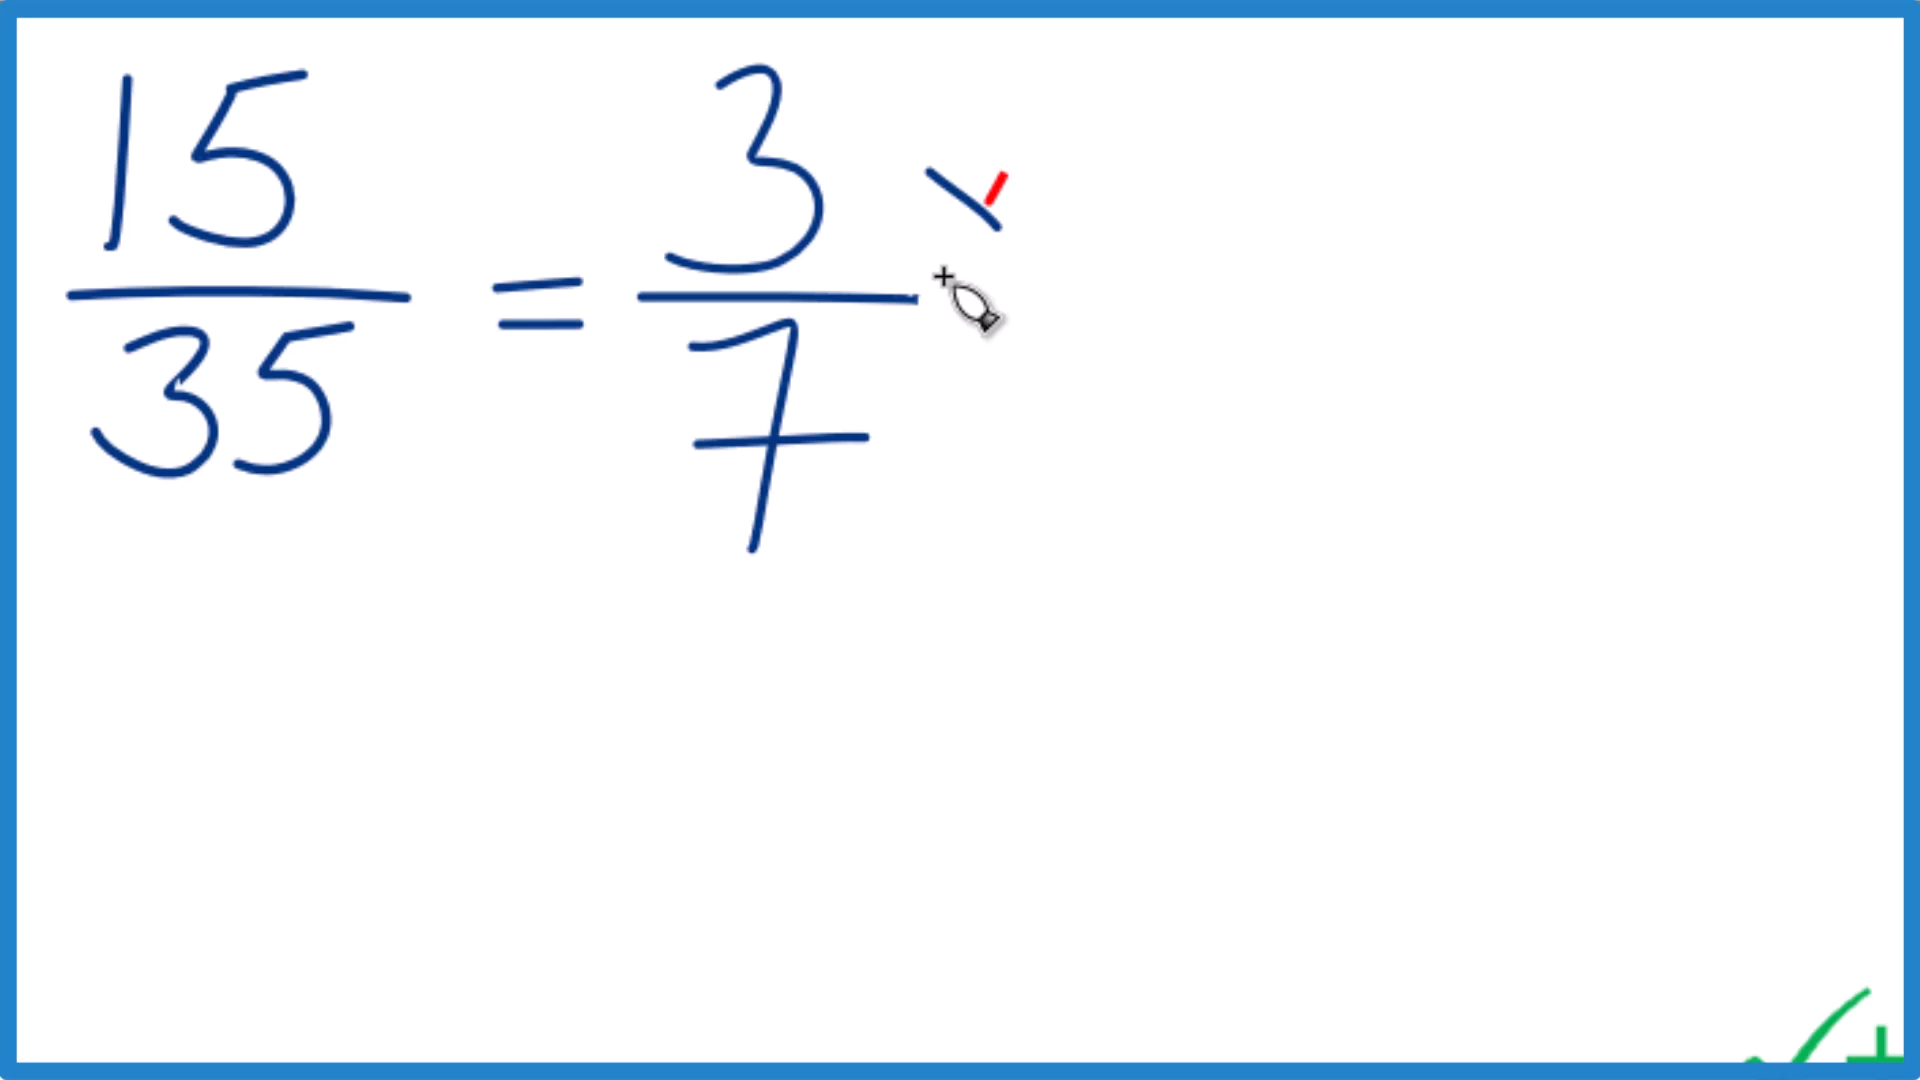 15/35 = 3/7 ×